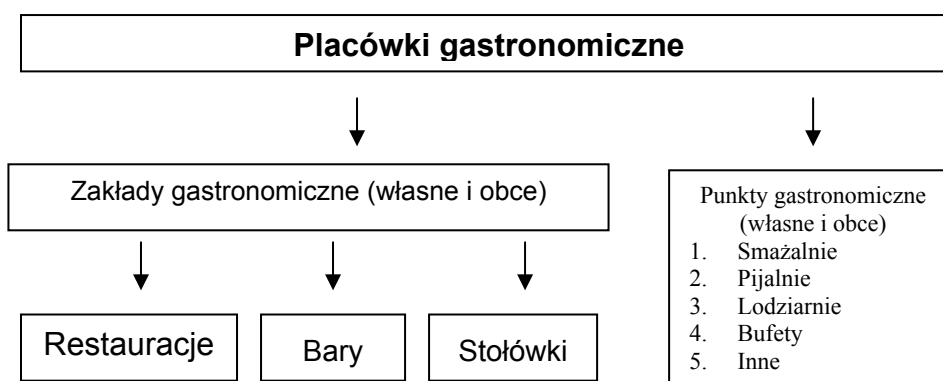 Placówki gastronomiczne
Zakłady gastronomiczne (własne i obce)
Restauracje
Bary
Stołówki
Punkty gastronomiczne
(własne i obce)
1. Smażalnie
2. Pijalnie
3. Lodziarnie
4. Bufety
5. Inne